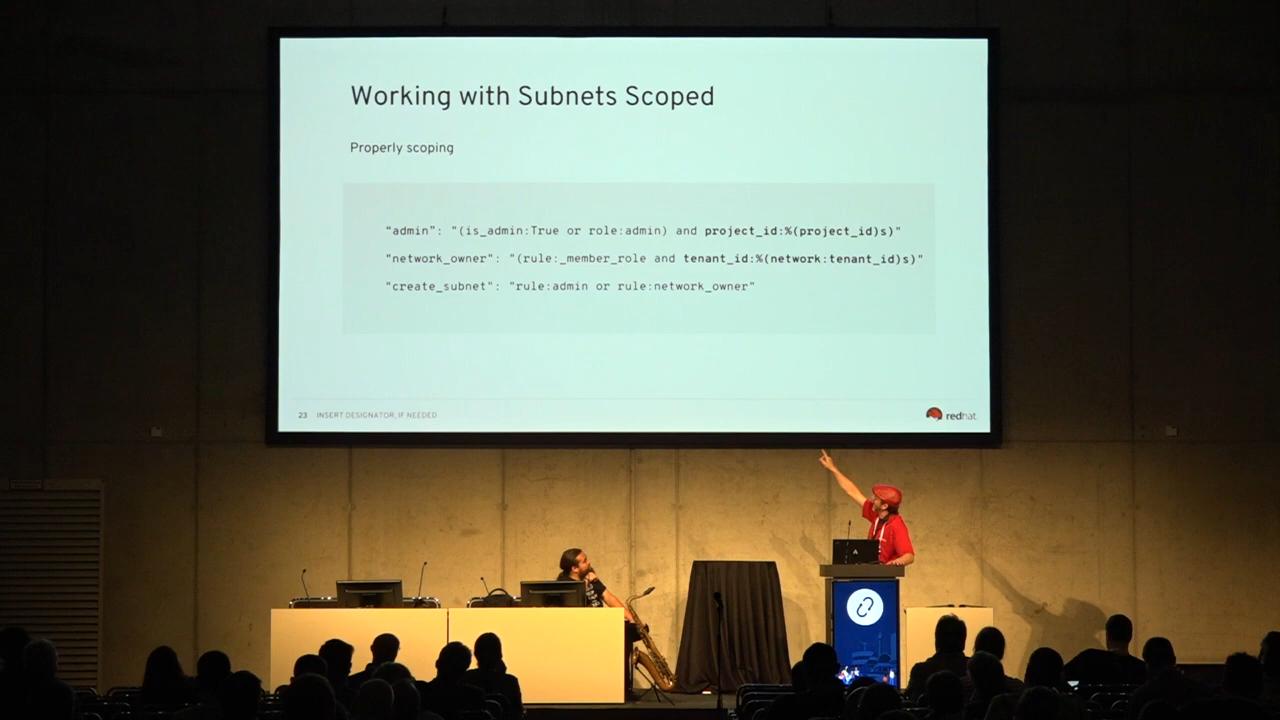 Working with Subnets Scoped
Properly scoping
"admin": "(is_admin:True or role:admin) and project_id:%(project_id)s)"
"network_owner": "(rule:_member_role and tenant_id:%(network:tenant_id)s)"
"create_subnet": "rule:admin or rule:network_owner"
23 INSERT DESIGNATOR, IF NEEDED
redhat.